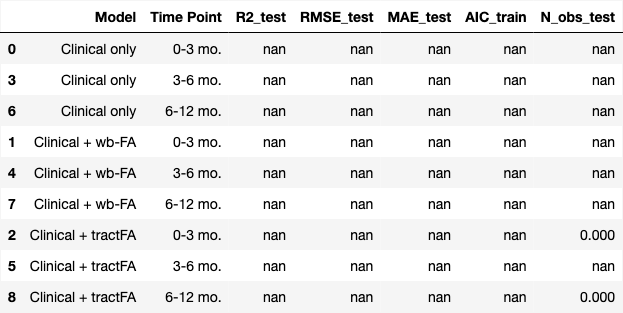 Model Time Point R2_test RMSE_test MAE_test AIC_train N_obs_test
0 Clinical only 0-3 mo. nan nan nan nan nan
3 Clinical only 3-6 mo. nan nan nan nan nan
6 Clinical only 6-12 mo. nan nan nan nan nan
1 Clinical + wb-FA 0-3 mo. nan nan nan nan nan
4 Clinical + wb-FA 3-6 mo. nan nan nan nan nan
7 Clinical + wb-FA 6-12 mo. nan nan nan nan nan
2 Clinical + tractFA 0-3 mo. nan nan nan nan 0.000
5 Clinical + tractFA 3-6 mo. nan nan nan nan nan
8 Clinical + tractFA 6-12 mo. nan nan nan nan 0.000